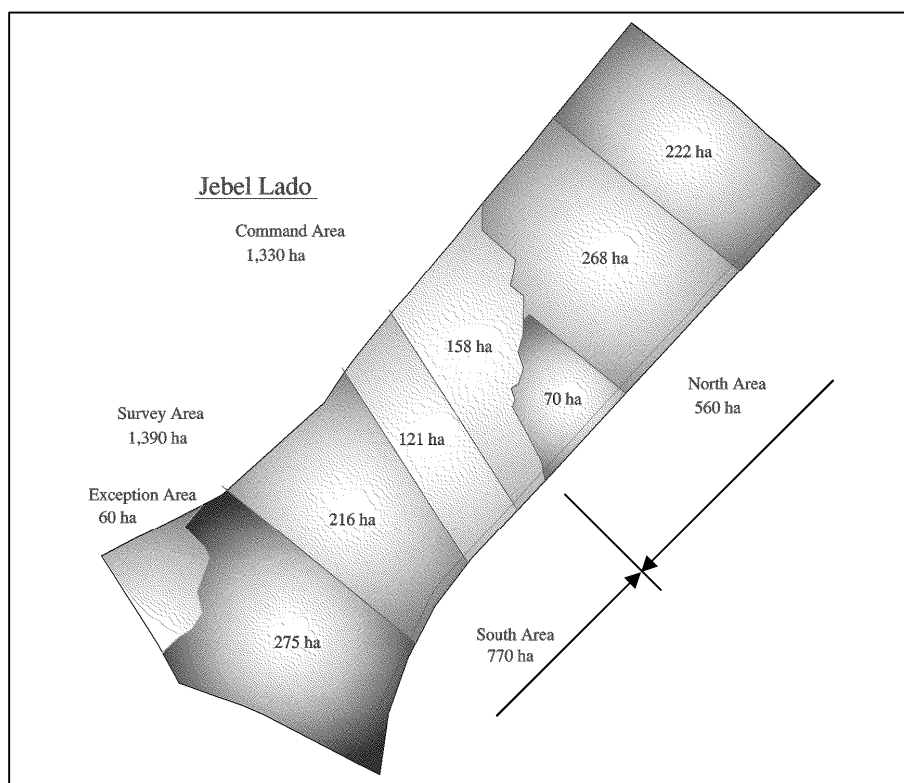 222 ha
Jebel Lado
Command Area
1,330 ha
268 ha
158 ha
North Area
560 ha
70 ha
Survey Area
1,390 ha
121 ha
Exception Area
60 ha
216 ha
South Area
770 ha
275 ha